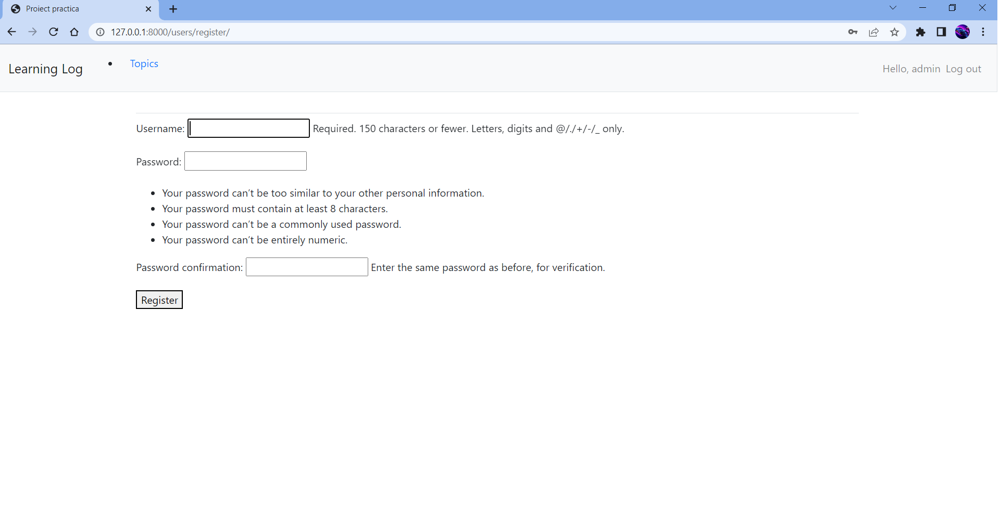 Proiect practica
127.0.0.1:8000/users/register/
Learning Log
Topics
Hello, admin Log out
Username: Required. 150 characters or fewer. Letters, digits and @/./+/-/_ only.
Password:
Your password can’t be too similar to your other personal information.
Your password must contain at least 8 characters.
Your password can’t be a commonly used password.
Your password can’t be entirely numeric.
Password confirmation: Enter the same password as before, for verification.
Register